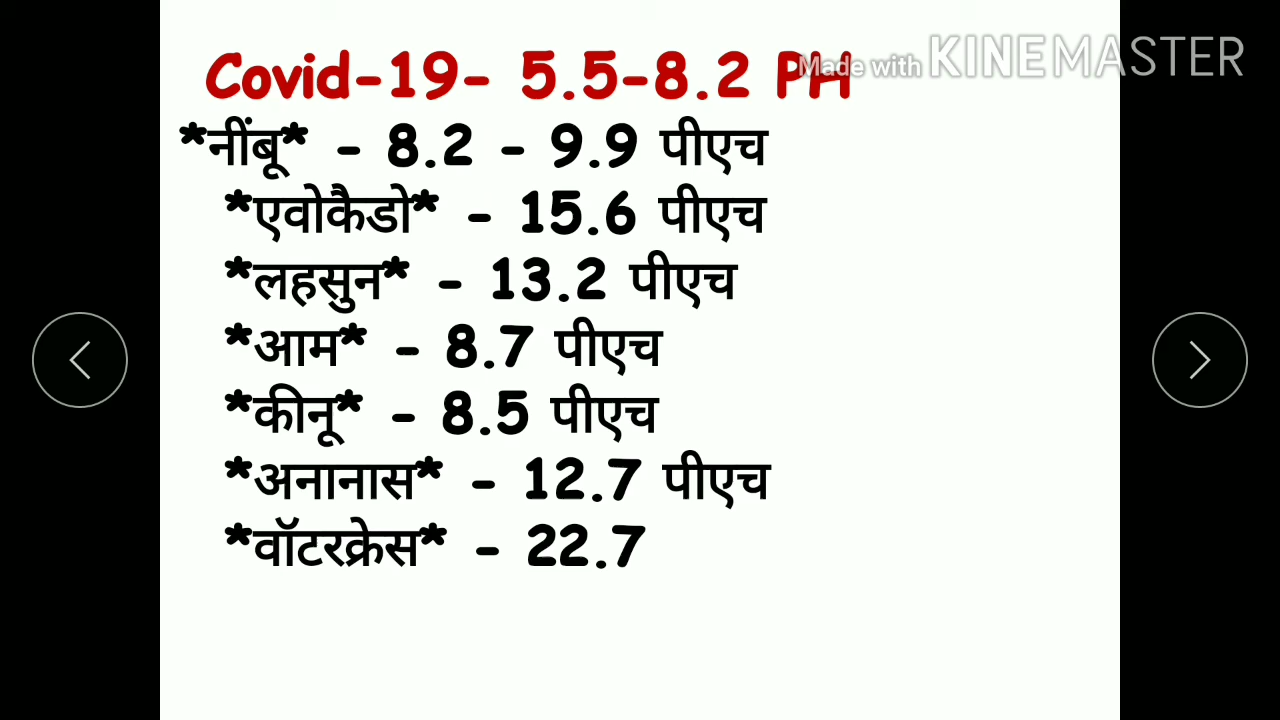 Covid-19- 5.5-8.2 PH
Made with KINEMASTER
*नींबू* - 8.2 - 9.9 पीएच
*एवोकैडो* - 15.6 पीएच
*लहसुन* - 13.2 पीएच
*आम* - 8.7 पीएच
*कीनू* - 8.5 पीएच
*अनानास* - 12.7 पीएच
*वॉटरक्रेस* - 22.7